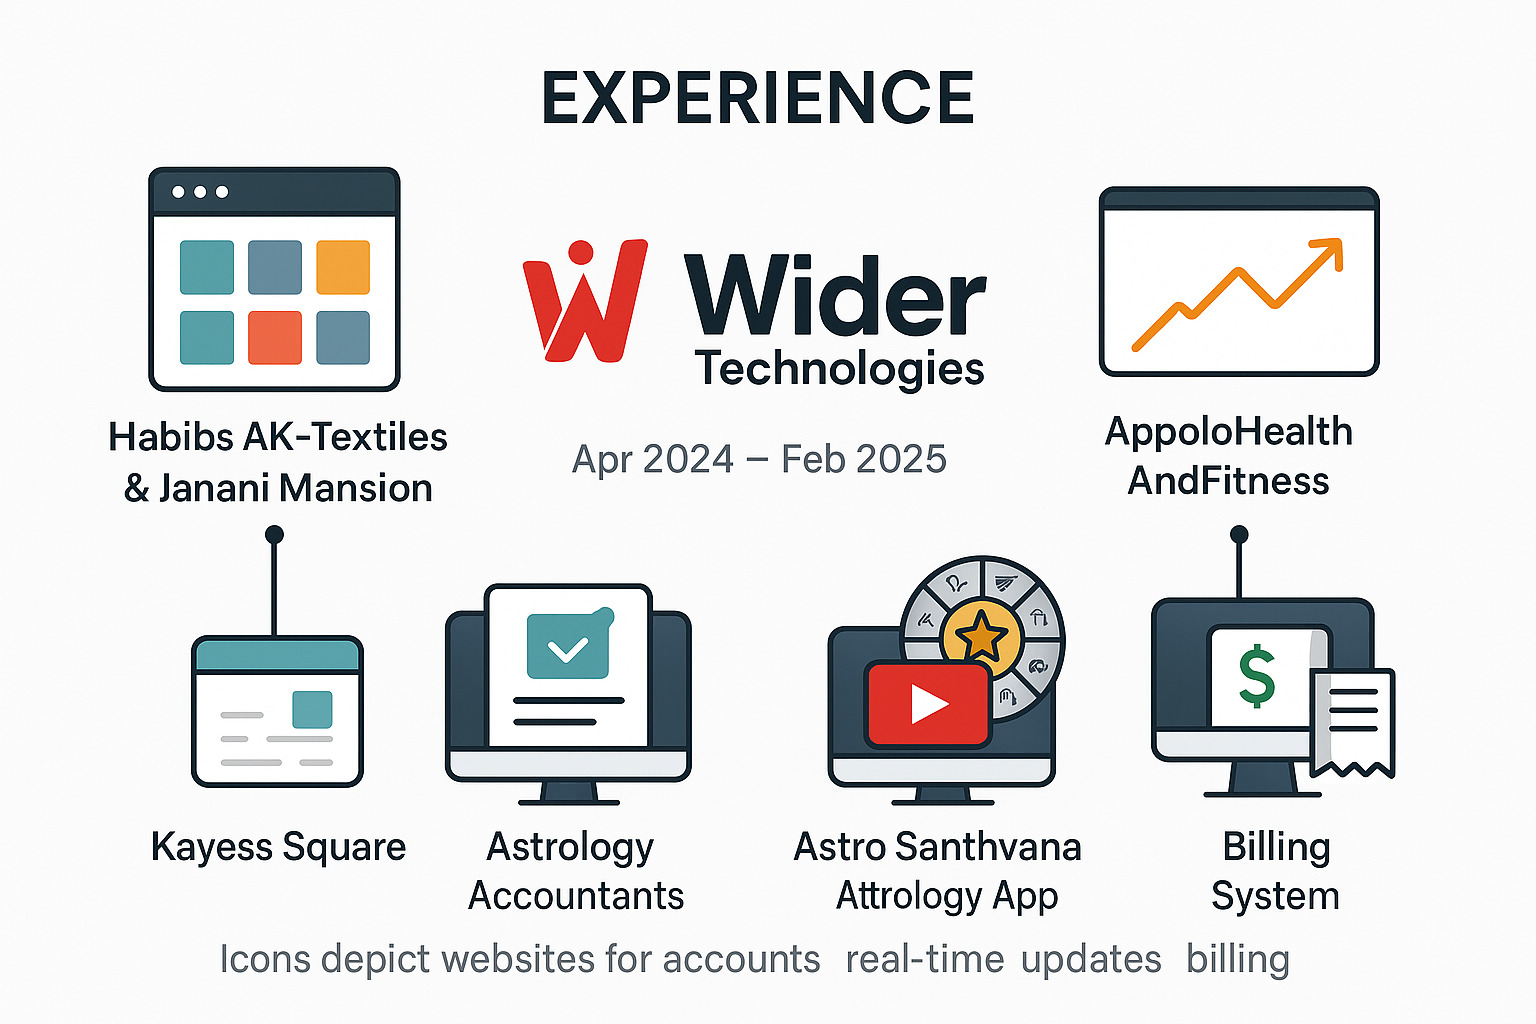 EXPERIENCE
Wider
Technologies
Apr 2024 – Feb 2025
Habibs AK-Textiles
& Janani Mansion
AppoloHealth
AndFitness
Kayess Square
Astrology
Accountants
Astro Santhvana
Attrology App
$
Billing
System
Icons depict websites for accounts real-time updates billing